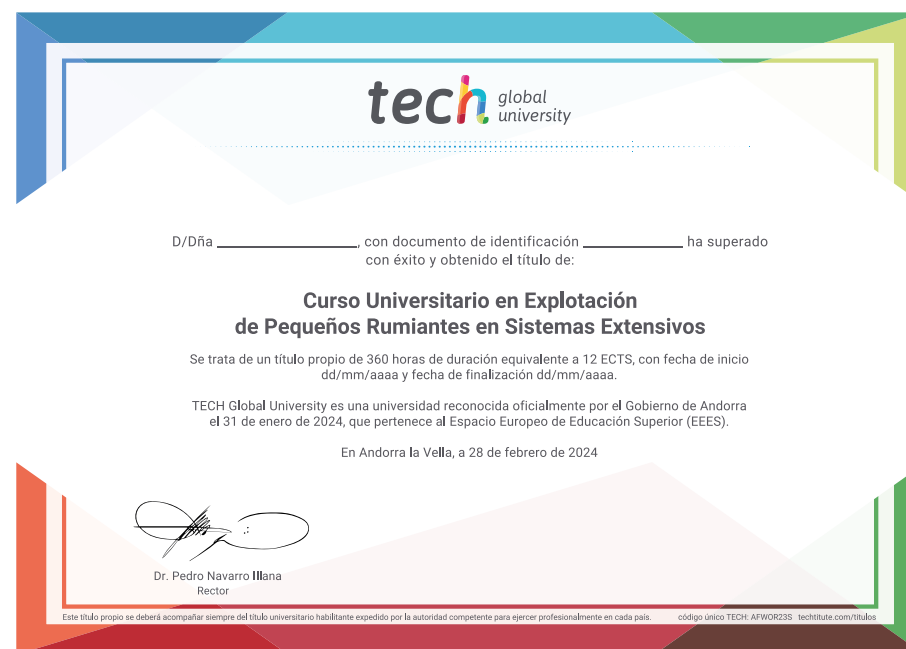 tech global university
D/Dña ____________________, con documento de identificación ______________ ha superado
con éxito y obtenido el título de:
Curso Universitario en Explotación
de Pequeños Rumiantes en Sistemas Extensivos
Se trata de un título propio de 360 horas de duración equivalente a 12 ECTS, con fecha de inicio
dd/mm/aaaa y fecha de finalización dd/mm/aaaa.
TECH Global University es una universidad reconocida oficialmente por el Gobierno de Andorra
el 31 de enero de 2024, que pertenece al Espacio Europeo de Educación Superior (EEES).
En Andorra la Vella, a 28 de febrero de 2024
Dr. Pedro Navarro Illana
Rector
Este título propio se deberá acompañar siempre del título universitario habilitante expedido por la autoridad competente para ejercer profesionalmente en cada país. código único TECH: AFWOR23S techtitute.com/titulos